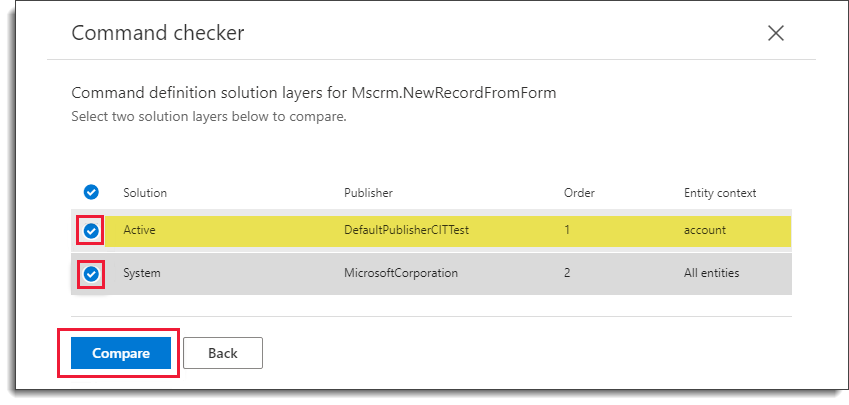 Command checker
Command definition solution layers for Mscrm.NewRecordFromForm
Select two solution layers below to compare.
Solution Publisher Order Entity context
Active DefaultPublisherCITTest 1 account
System MicrosoftCorporation 2 All entities
Compare Back